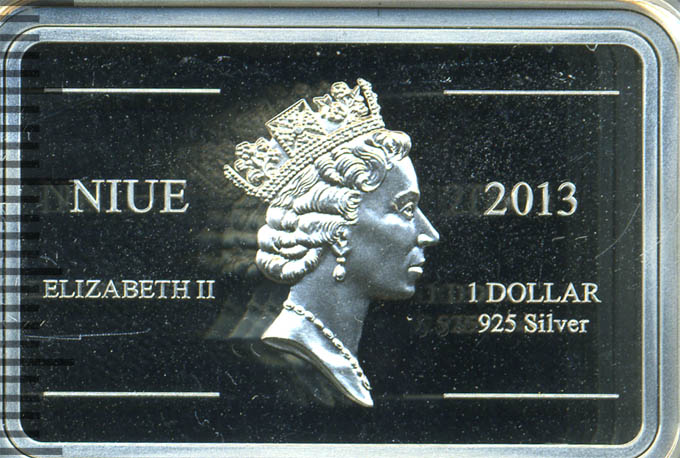 NIUE
2013
ELIZABETH II
1 DOLLAR
925 Silver